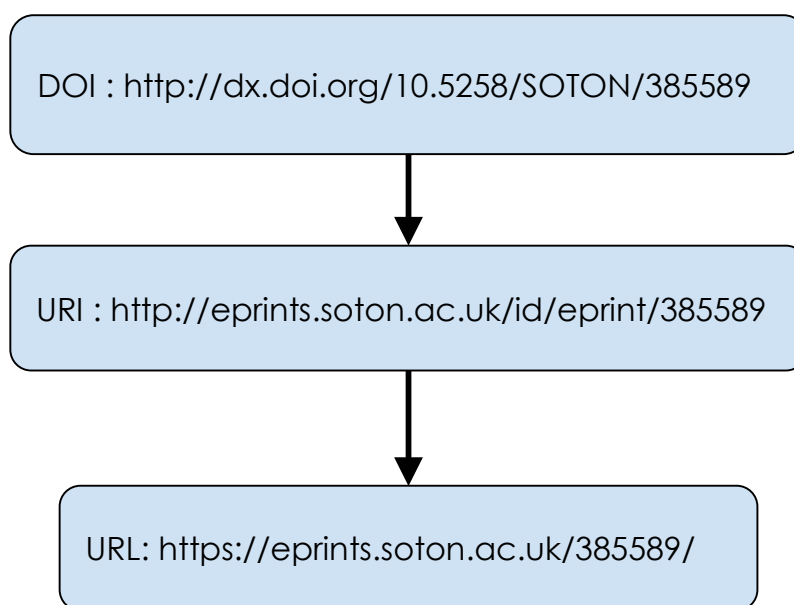 DOI : http://dx.doi.org/10.5258/SOTON/385589
URI : http://eprints.soton.ac.uk/id/eprint/385589
URL: https://eprints.soton.ac.uk/385589/